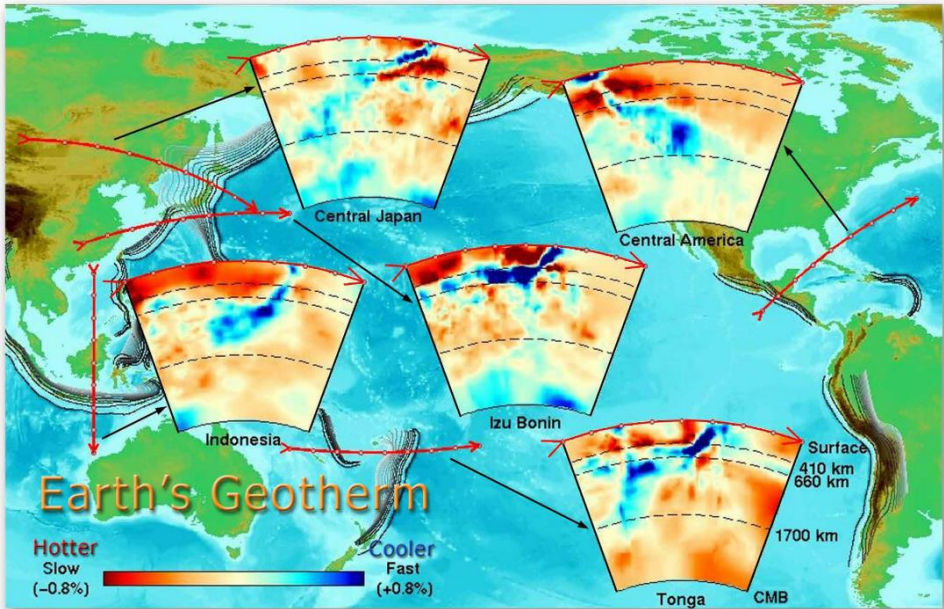 Central Japan
Central America
Indonesia
Izu Bonin
Surface
410 km
660 km
1700 km
Tonga
CMB
Earth's Geotherm
Hotter
Cooler
Slow
Fast
(−0.8%)
(+0.8%)